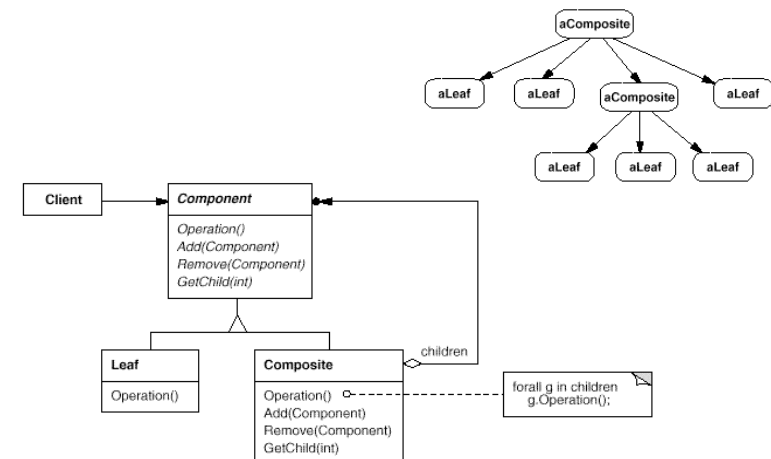 aComposite
aLeaf
aLeaf
aComposite
aLeaf
aLeaf
aLeaf
aLeaf
Client
Component
Operation()
Add(Component)
Remove(Component)
GetChild(int)
children
Leaf
Operation()
Composite
Operation()
Add(Component)
Remove(Component)
GetChild(int)
forall g in children
g.Operation();